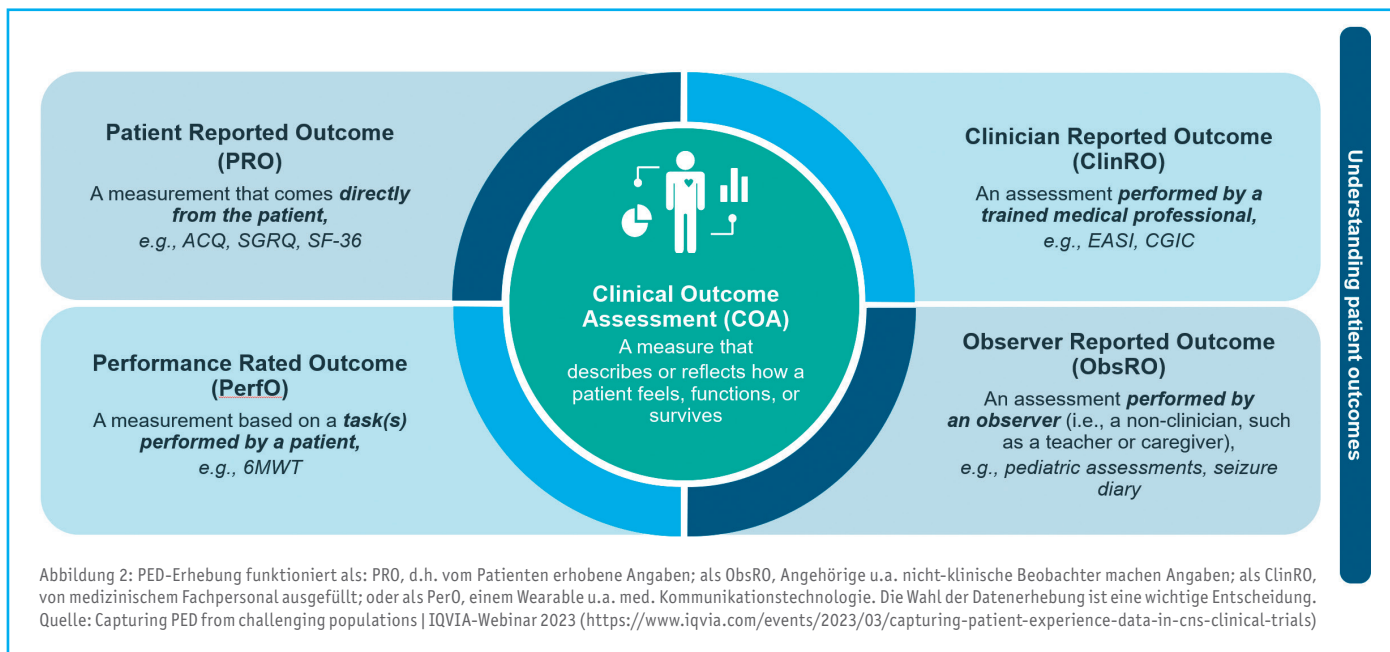 Patient Reported Outcome
(PRO)
A measurement that comes directly
from the patient,
e.g., ACQ, SGRQ, SF-36
Clinician Reported Outcome
(ClinRO)
An assessment performed by a
trained medical professional,
e.g., EASI, CGIC
Clinical Outcome
Assessment (COA)
A measure that
describes or reflects how a
patient feels, functions, or
survives
Performance Rated Outcome
(PerfO)
A measurement based on a task(s)
performed by a patient,
e.g., 6MWT
Observer Reported Outcome
(ObsRO)
An assessment performed by
an observer (i.e., a non-clinician, such
as a teacher or caregiver),
e.g., pediatric assessments, seizure
diary
Understanding patient outcomes
Abbildung 2: PED-Erhebung funktioniert als: PRO, d.h. vom Patienten erhobene Angaben; als ObsRO, Angehörige u.a. nicht-klinische Beobachter machen Angaben; als ClinRO,
von medizinischem Fachpersonal ausgefüllt; oder als PerO, einem Wearable u.a. med. Kommunikationstechnologie. Die Wahl der Datenerhebung ist eine wichtige Entscheidung.
Quelle: Capturing PED from challenging populations | IQVIA-Webinar 2023 (https://www.iqvia.com/events/2023/03/capturing-patient-experience-data-in-cns-clinical-trials)